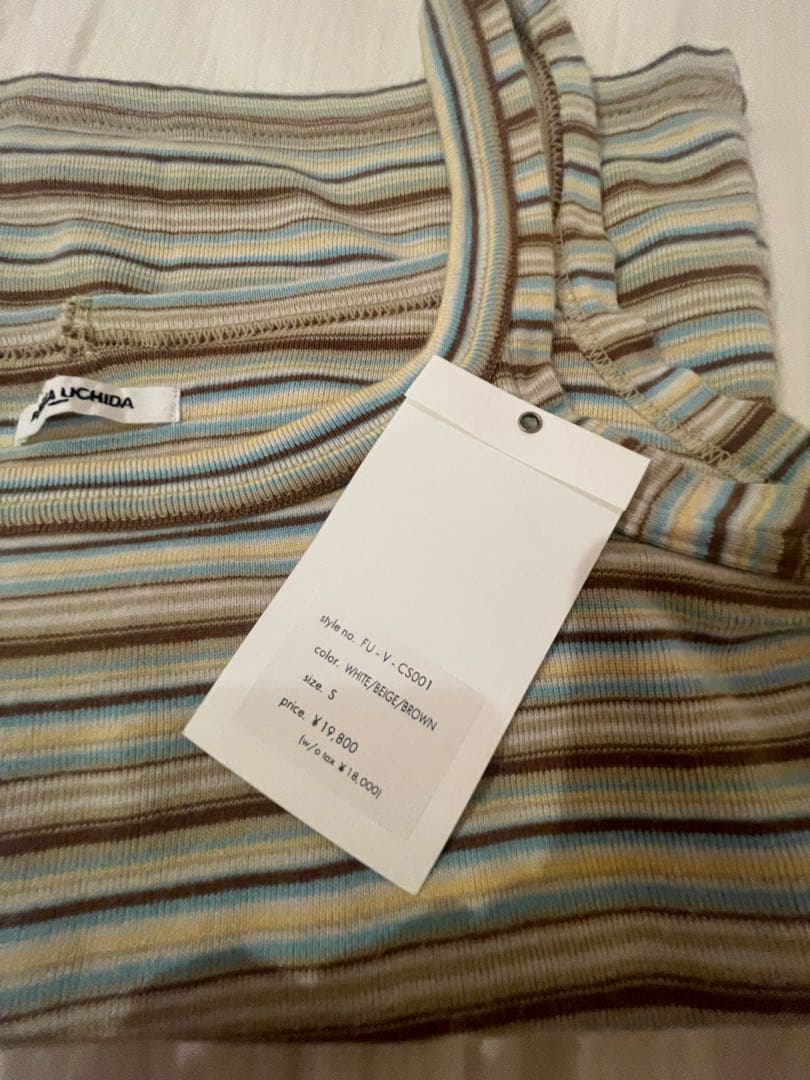 UCHIDA
style no. FU - V - CS001
color. WHITE/BEIGE/BROWN
size. S
price. ¥19,800
(w/o tax ¥18,000)